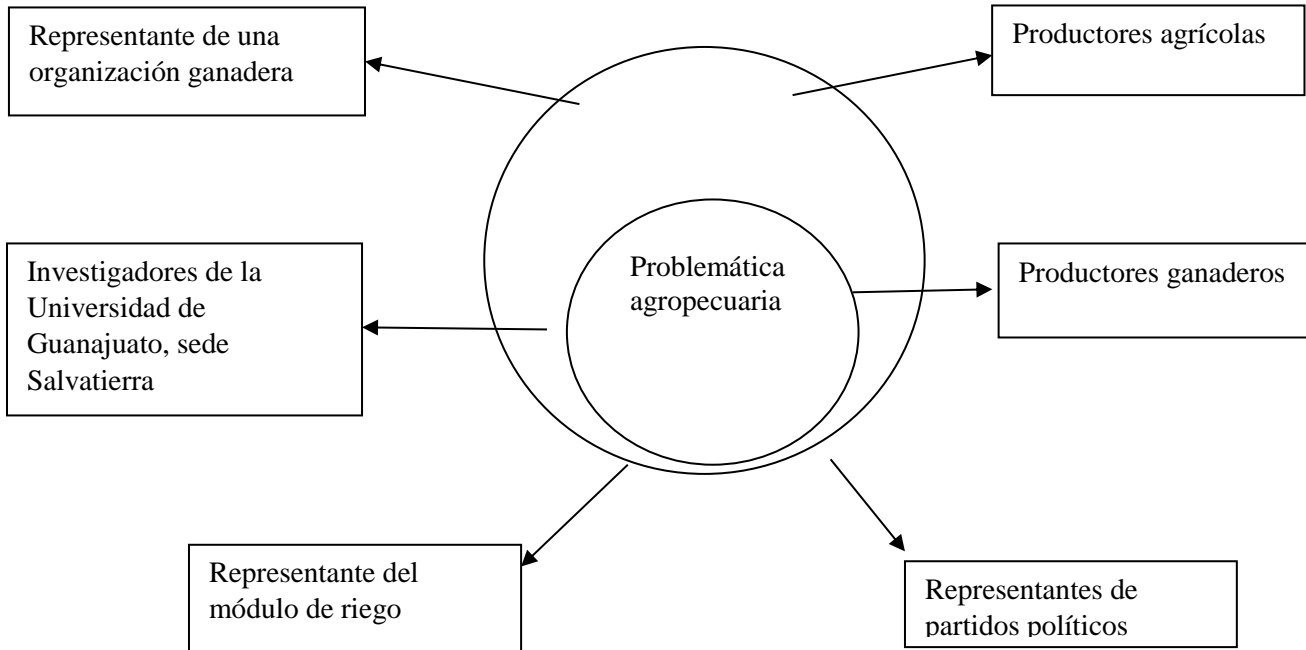 Representante de una
organización ganadera
Productores agrícolas
Investigadores de la
Universidad de
Guanajuato, sede
Salvatierra
Problemática
agropecuaria
Productores ganaderos
Representante del
módulo de riego
Representantes de
partidos políticos